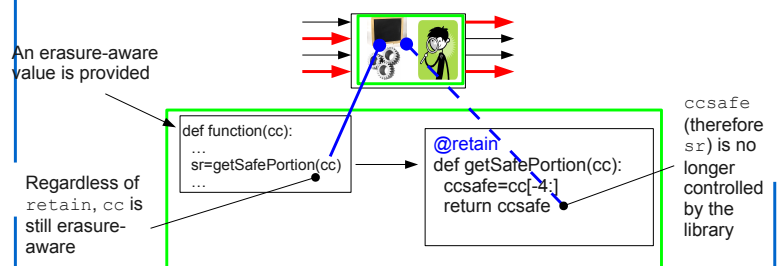 An erasure-aware
value is provided
def function(cc):
…
sr=getSafePortion(cc)
…
Regardless of
retain, cc is
still erasure-
aware
@retain
def getSafePortion(cc):
ccsafe=cc[-4:]
return ccsafe
ccsafe
(therefore
sr) is no
longer
controlled
by the
library